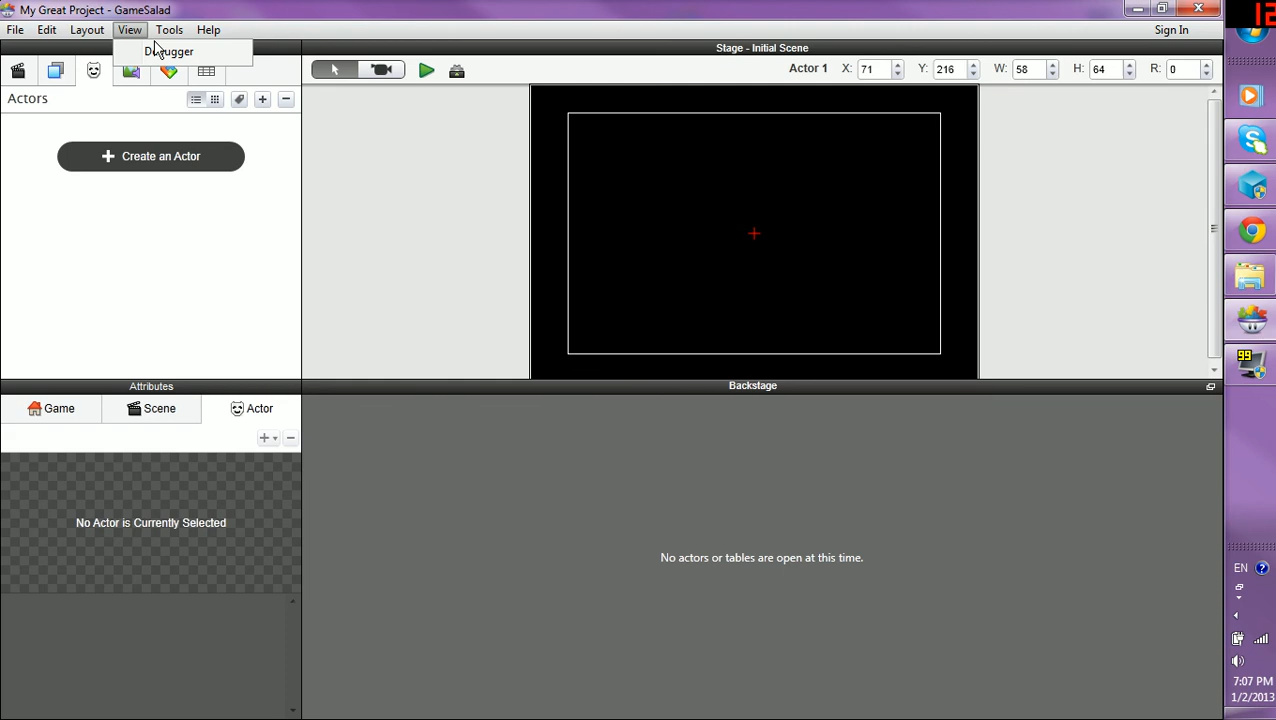 My Great Project - GameSalad
File Edit Layout View Tools Help Sign In
Stage - Initial Scene
Actor 1 X: 71 Y: 216 W: 58 H: 64 R: 0
Actors
Create an Actor
Attributes
Backstage
Game Scene Actor
No Actor is Currently Selected
No actors or tables are open at this time.
12
99
EN
7:07 PM
1/2/2013